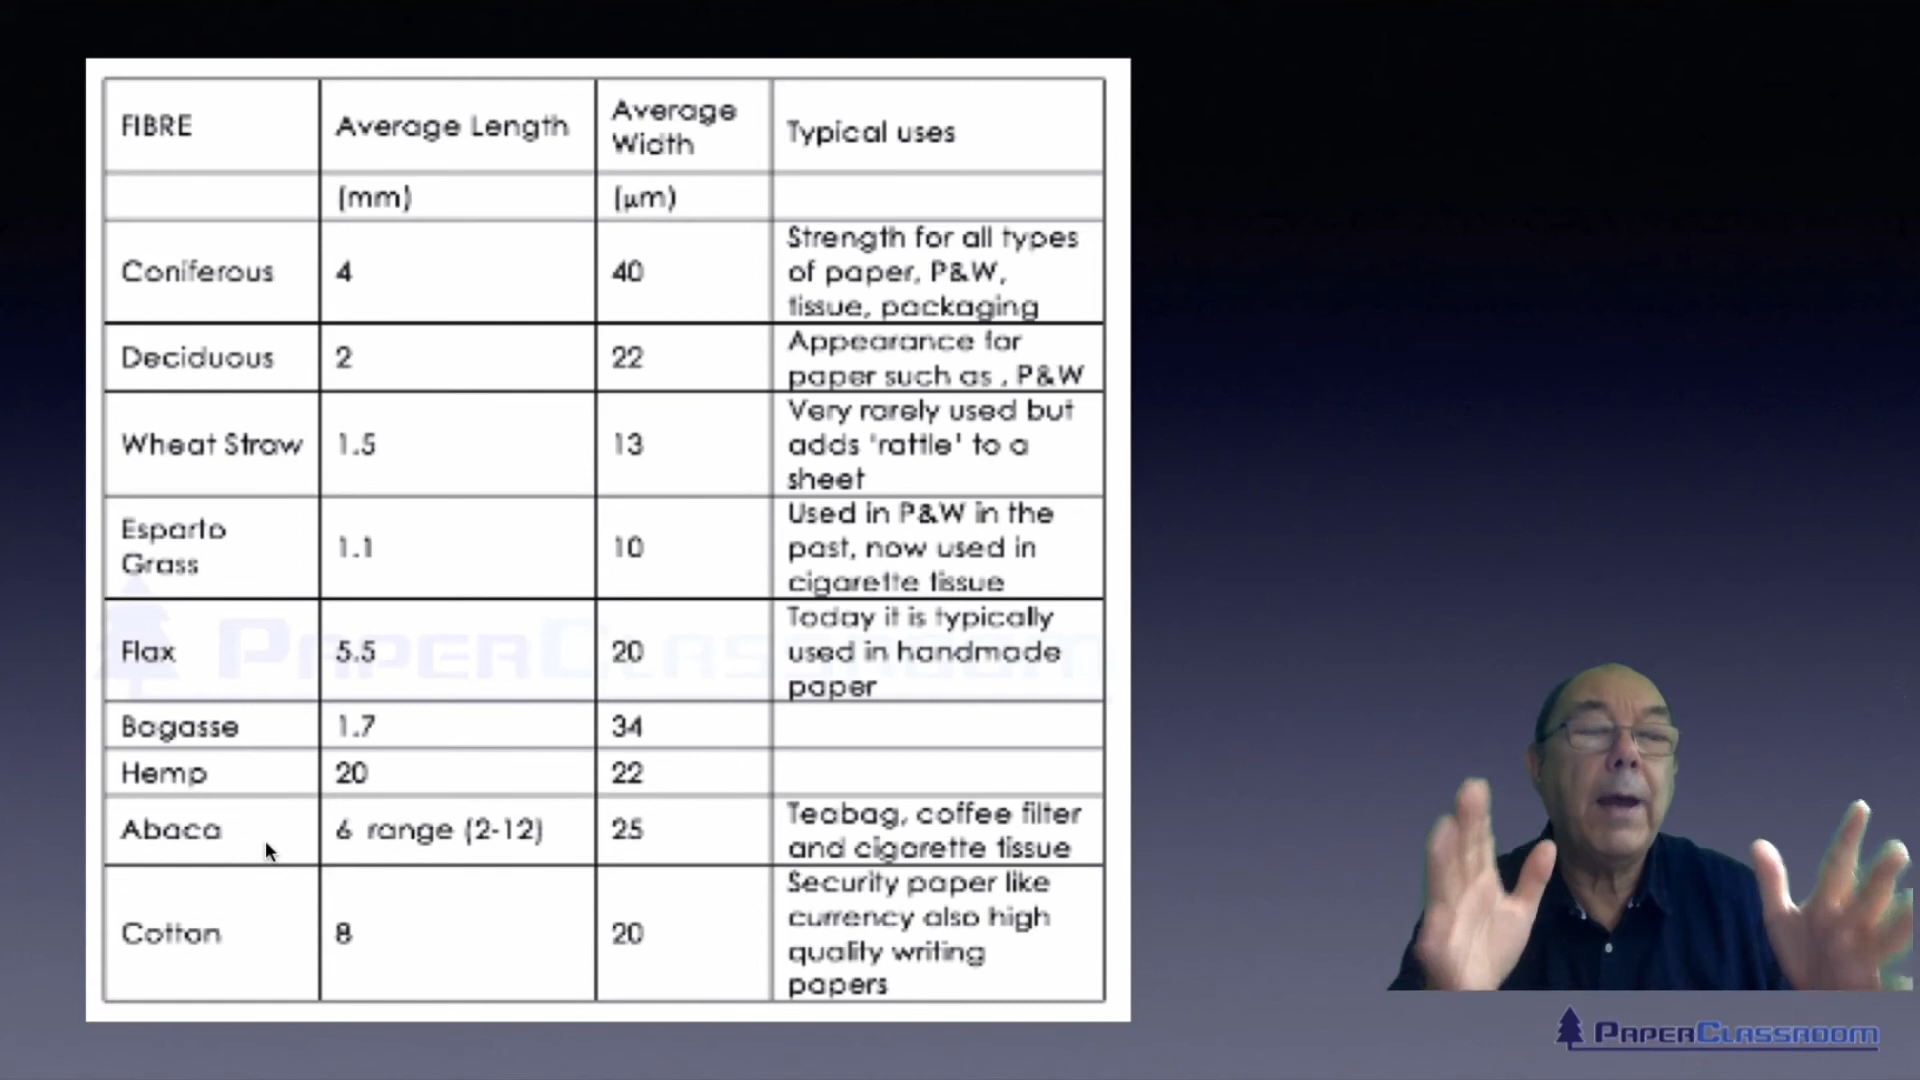 FIBRE
Average Length
Average
Width
Typical uses
(mm)
(μm)
Coniferous
4
40
Strength for all types
of paper, P&W,
tissue, packaging
Deciduous
2
22
Appearance for
paper such as , P&W
Wheat Straw
1.5
13
Very rarely used but
adds 'rattle' to a
sheet
Esparto
Grass
1.1
10
Used in P&W in the
past, now used in
cigarette tissue
Flax
5.5
20
Today it is typically
used in handmade
paper
Bagasse
1.7
34
Hemp
20
22
Abaca
6 range (2-12)
25
Teabag, coffee filter
and cigarette tissue
Cotton
8
20
Security paper like
currency also high
quality writing
papers
PAPERCLASSROOM
PAPERCLASSROOM